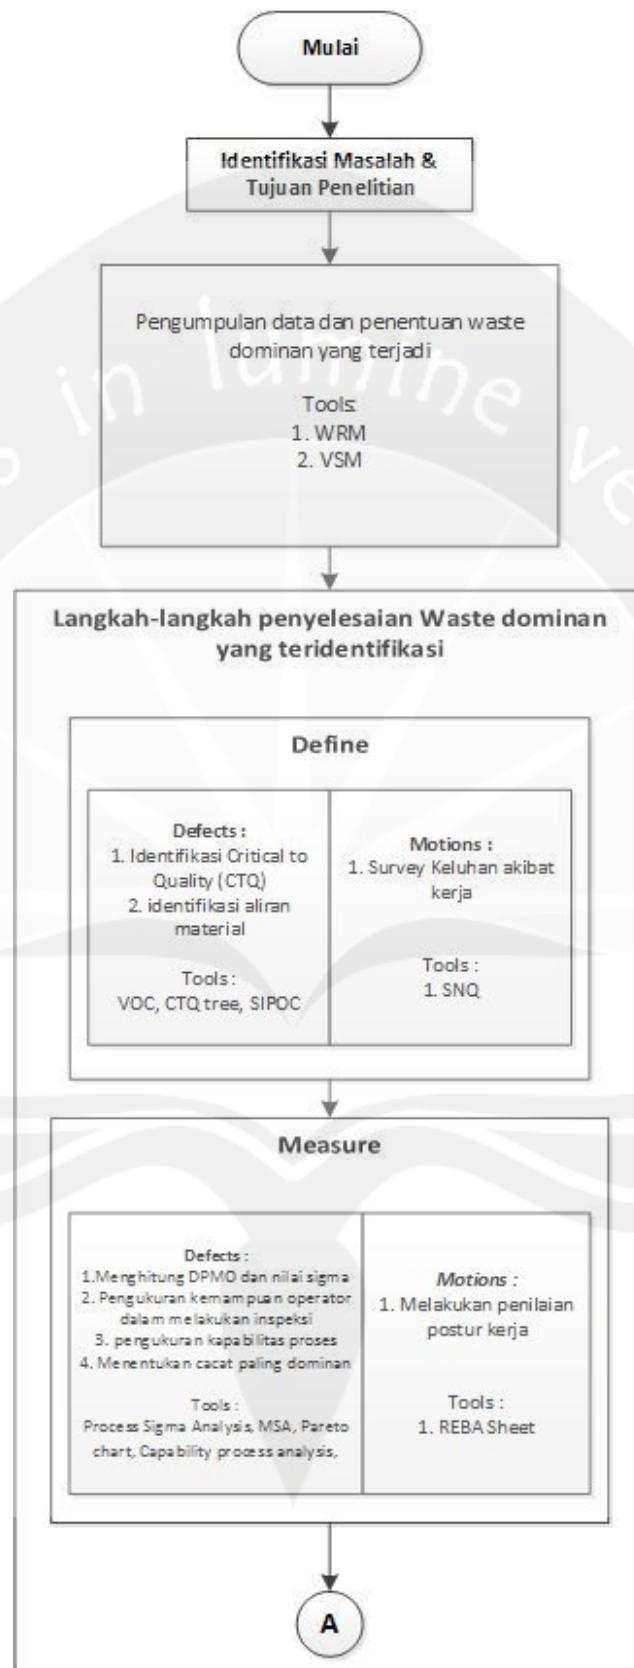 Mulai
Identifikasi Masalah &
Tujuan Penelitian
Pengumpulan data dan penentuan waste
dominan yang terjadi
Tools:
1. WRM
2. VSM
Langkah-langkah penyelesaian Waste dominan
yang teridentifikasi
Define
Defects :
1. Identifikasi Critical to
Quality (CTQ)
2. identifikasi aliran
material
Tools :
VOC, CTQ tree, SIPOC
Motions :
1. Survey Keluhan akibat
kerja
Tools :
1. SNQ
Measure
Defects :
1.Menghitung DPMO dan nilai sigma
2. Pengukuran kemampuan operator
dalam melakukan inspeksi
3. pengukuran kapabilitas proses
4. Menentukan cacat paling dominan
Tools :
Process Sigma Analysis, MSA, Pareto
chart, Capability process analysis,
Motions :
1. Melakukan penilaian
postur kerja
Tools :
1. REBA Sheet
A
in lumine ve